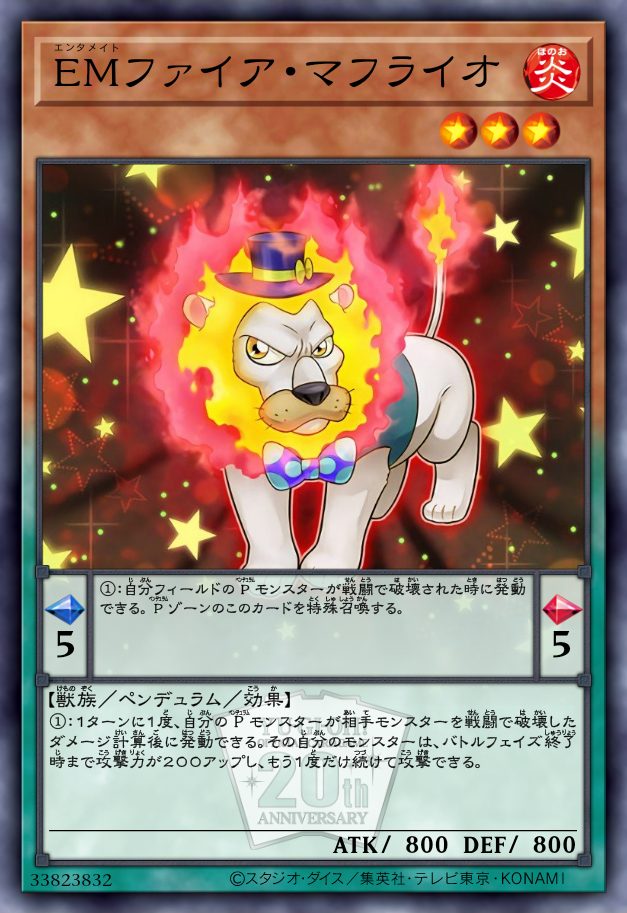 エンタメイト
EMファイア・マフライオ
ほのお
炎
①:自分フィールドのPモンスターが戦闘で破壊された時に発動
できる。Pゾーンのこのカードを特殊召喚する。
5
5
【獣族/ペンデュラム/効果】
①:1ターンに1度、自分のPモンスターが相手モンスターを戦闘で破壊した
ダメージ計算後に発動できる。その自分のモンスターは、バトルフェイズ終了
時まで攻撃力が200アップし、もう1度だけ続けて攻撃できる。
20th
ANNIVERSARY
ATK/ 800 DEF/ 800
33823832
©スタジオ・ダイス/集英社・テレビ東京・KONAMI